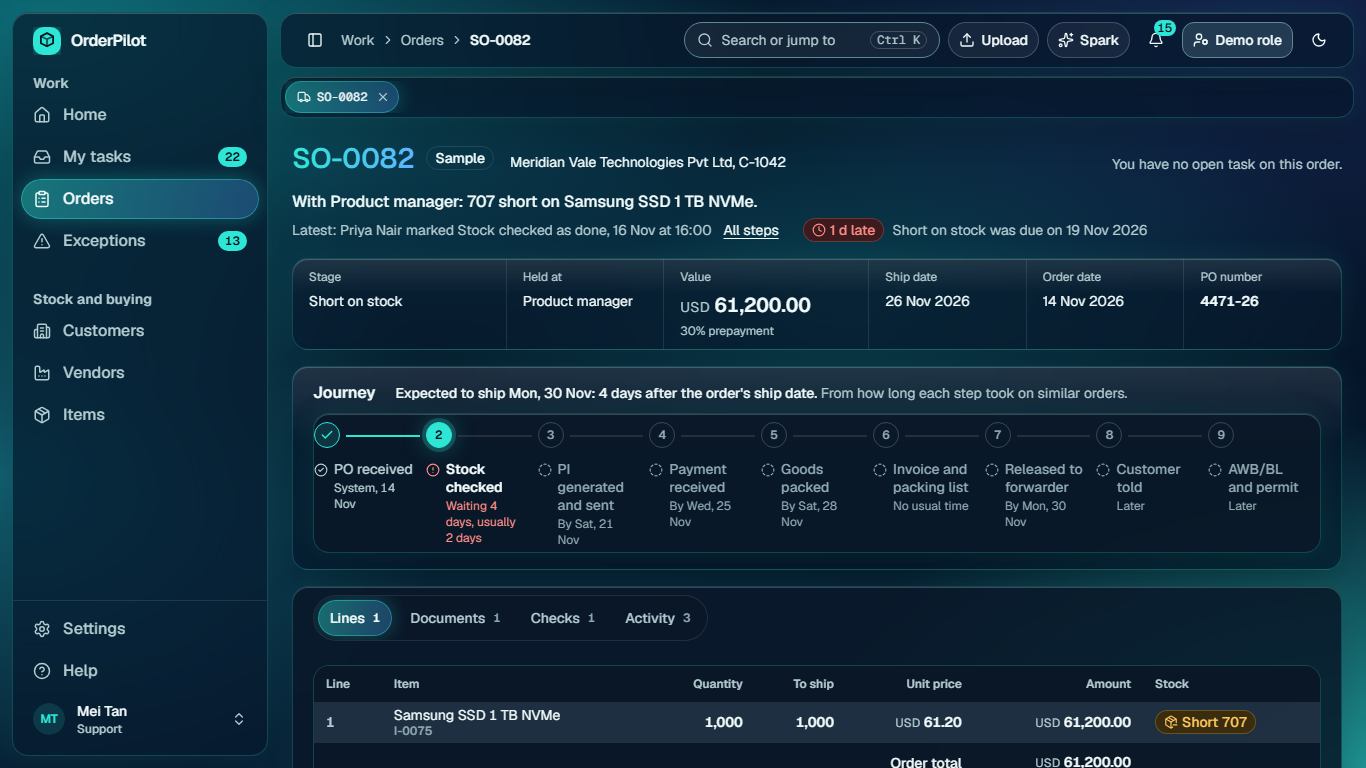 OrderPilot
Work
Home
My tasks 22
Orders
Exceptions 13
Stock and buying
Customers
Vendors
Items
Settings
Help
MT Mei Tan
Support
Work > Orders > SO-0082
Search or jump to Ctrl K
Upload
Spark
15
Demo role
SO-0082
SO-0082 Sample Meridian Vale Technologies Pvt Ltd, C-1042
You have no open task on this order.
With Product manager: 707 short on Samsung SSD 1 TB NVMe.
Latest: Priya Nair marked Stock checked as done, 16 Nov at 16:00 All steps 1 d late Short on stock was due on 19 Nov 2026
Stage
Short on stock
Held at
Product manager
Value
USD 61,200.00
30% prepayment
Ship date
26 Nov 2026
Order date
14 Nov 2026
PO number
4471-26
Journey Expected to ship Mon, 30 Nov: 4 days after the order's ship date. From how long each step took on similar orders.
PO received
System, 14
Nov
2
Stock
checked
Waiting 4
days, usually
2 days
3
PI
generated
and sent
By Sat, 21
Nov
4
Payment
received
By Wed, 25
Nov
5
Goods
packed
By Sat, 28
Nov
6
Invoice and
packing list
No usual time
7
Released to
forwarder
By Mon, 30
Nov
8
Customer
told
Later
9
AWB/BL
and permit
Later
Lines 1 Documents 1 Checks 1 Activity 3
Line Item Quantity To ship Unit price Amount Stock
1 Samsung SSD 1 TB NVMe 1,000 1,000 USD 61.20 USD 61,200.00 Short 707
I-0075
Order total USD 61,200.00